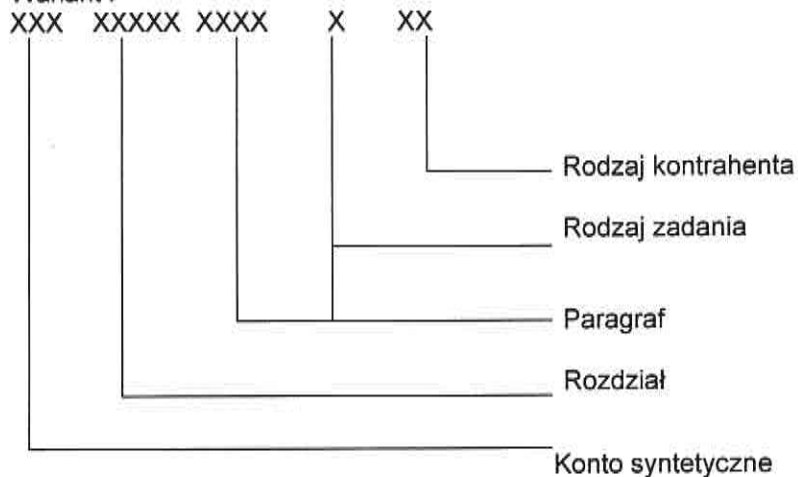 XXX XXXXX XXXX X XX
Rodzaj kontrahenta
Rodzaj zadania
Paragraf
Rozdział
Konto syntetyczne